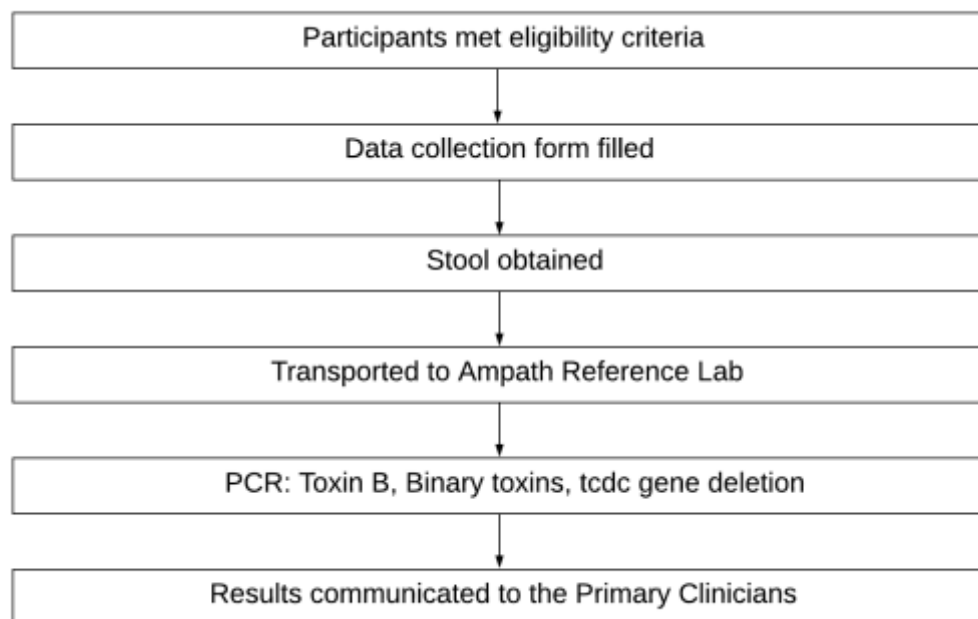 Participants met eligibility criteria
Data collection form filled
Stool obtained
Transported to Ampath Reference Lab
PCR: Toxin B, Binary toxins, tcdc gene deletion
Results communicated to the Primary Clinicians